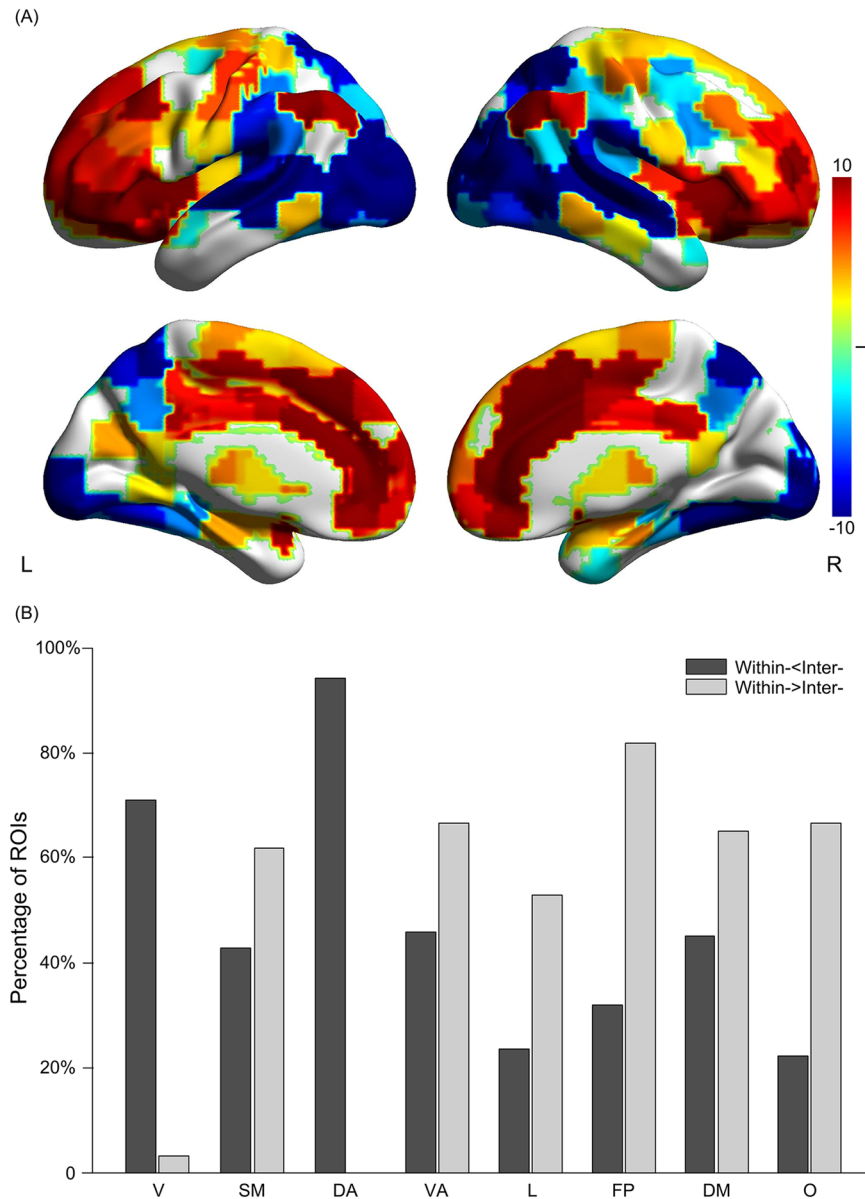 (A)
10
-10
L
R
(B)
100%
80%
60%
40%
20%
0
Percentage of ROIs
Within-<Inter-
Within->Inter-
V SM DA VA L FP DM O